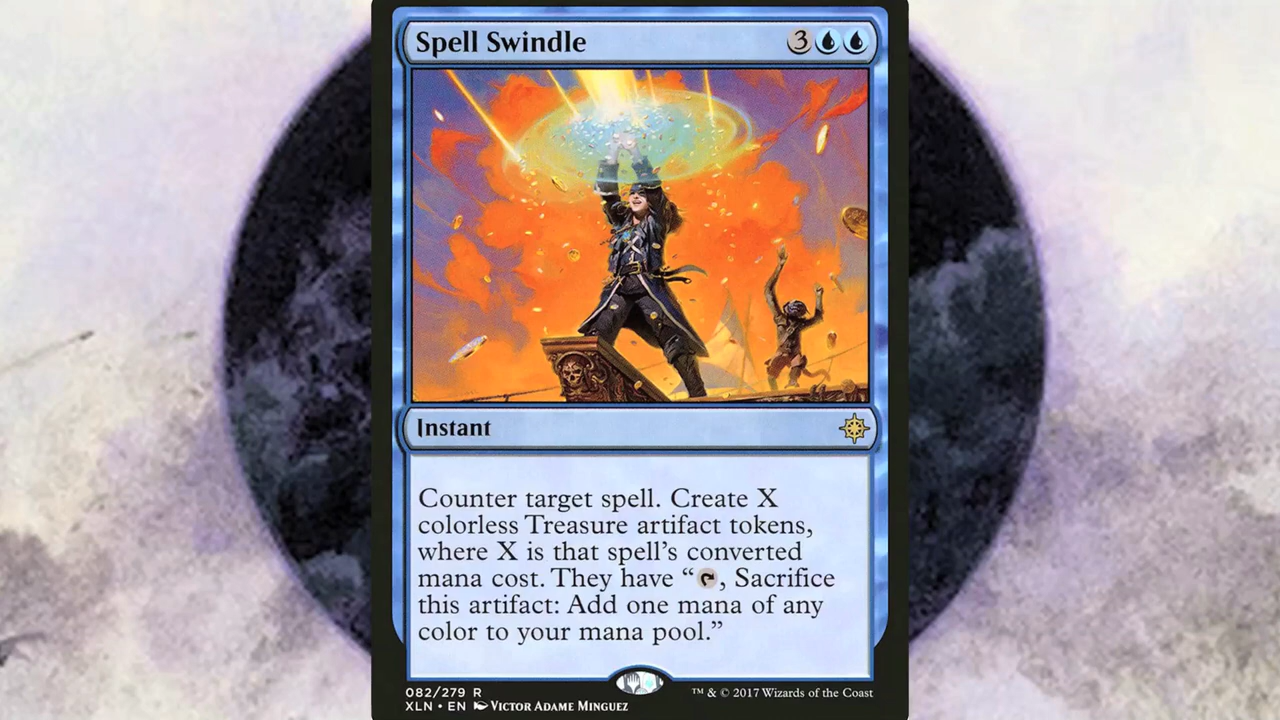 Spell Swindle 3
Instant
Counter target spell. Create X
colorless Treasure artifact tokens,
where X is that spell's converted
mana cost. They have “, Sacrifice
this artifact: Add one mana of any
color to your mana pool.”
082/279 R
XLN • EN Victor Adame Minguez
™ & © 2017 Wizards of the Coast